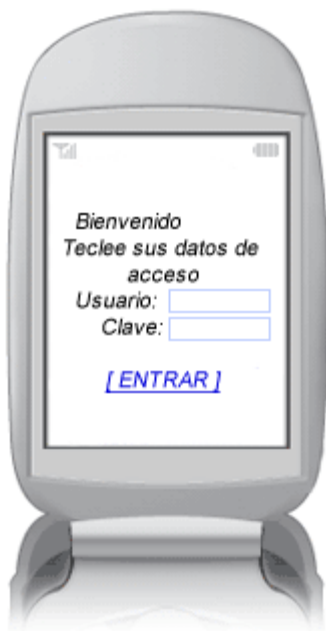 Bienvenido
Teclee sus datos de
acceso
Usuario:
Clave:
[ ENTRAR ]